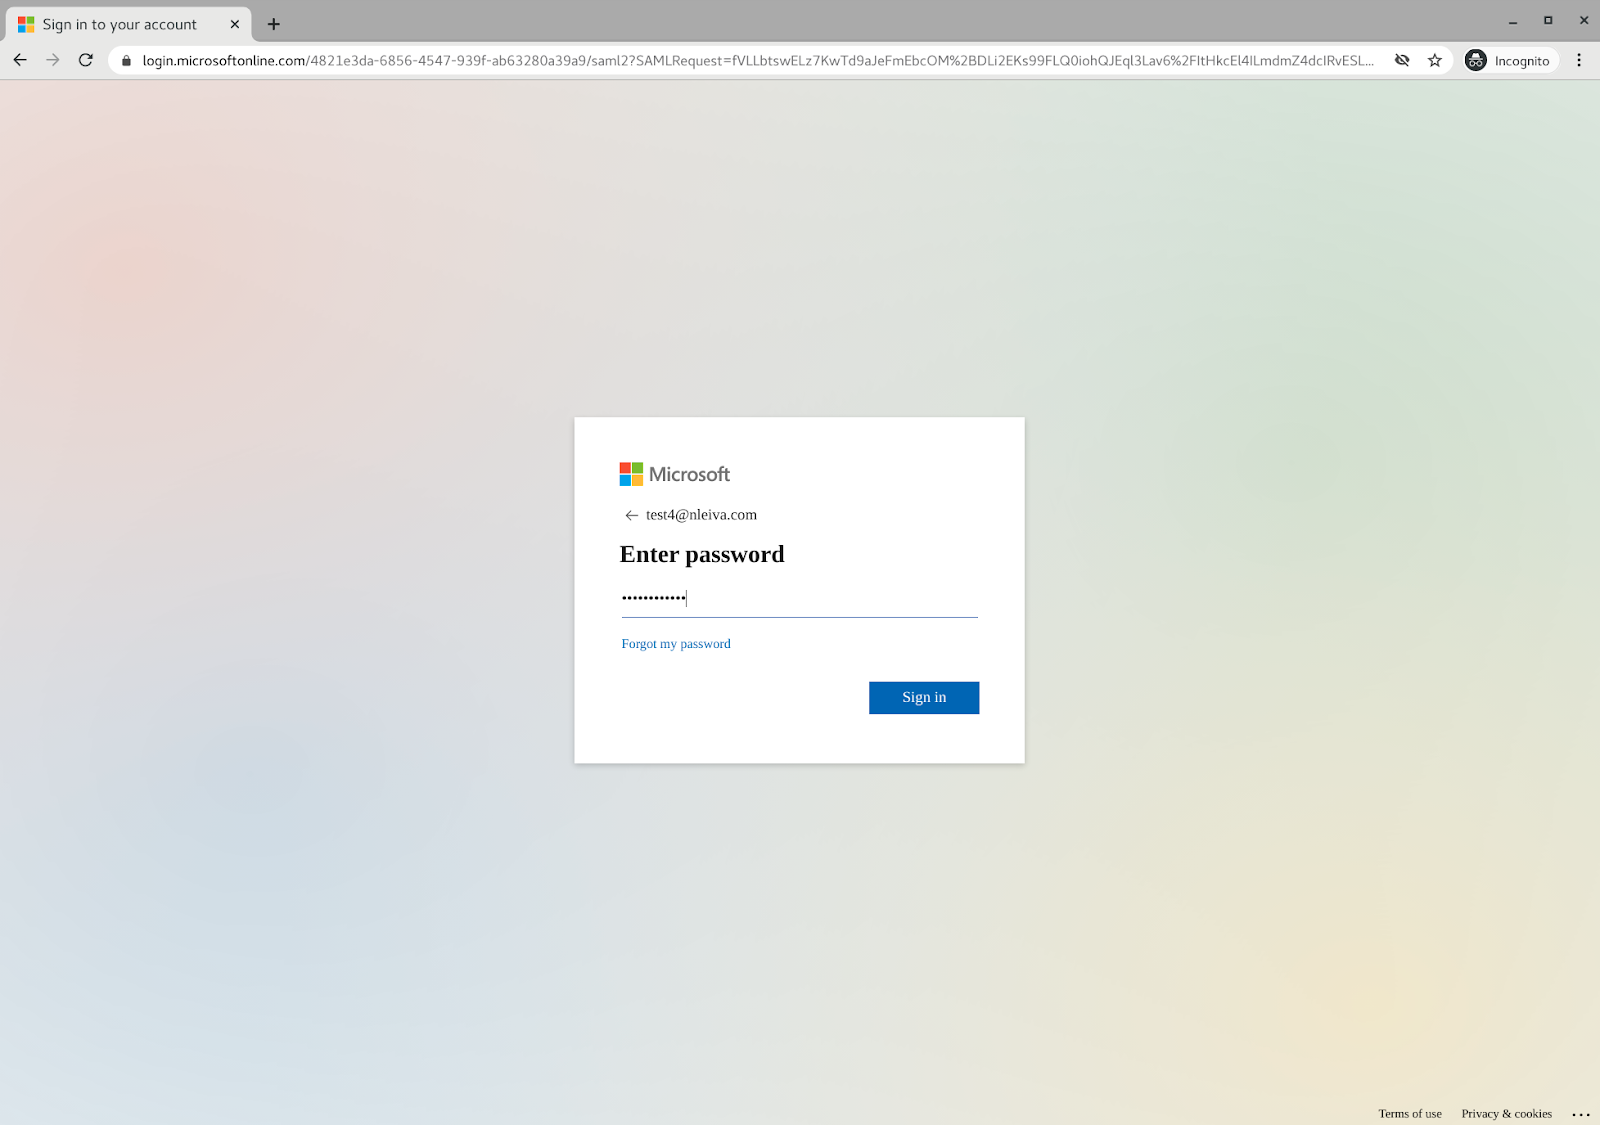 Sign in to your account
login.microsoftonline.com/4821e3da-6856-4547-939f-ab63280a39a9/saml2?SAMLRequest=fVLLbtswELz7KwTd9aJeFmEbcOM%2BDLi2EKs99FLQ0iohQJEql3Lav6%2FItHkcEl4ILmdmZ4dcIRvESL...
Incognito
Microsoft
← test4@nleiva.com
Enter password
••••••••••••
Forgot my password
Sign in
Terms of use Privacy & cookies ...